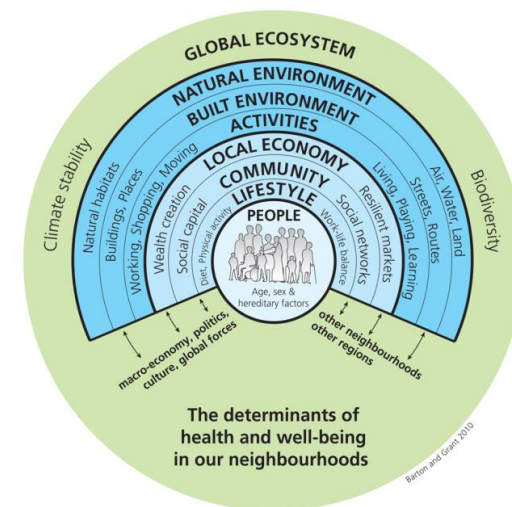 GLOBAL ECOSYSTEM
NATURAL ENVIRONMENT
BUILT ENVIRONMENT
ACTIVITIES
LOCAL ECONOMY
COMMUNITY
LIFESTYLE
PEOPLE
Age, sex &
hereditary factors
Climate stability
Natural habitats
Buildings, Places
Working, Shopping, Moving
Wealth creation
Social capital
Diet, Physical activity
Work-life balance
Social networks
Resilient markets
Living, Playing, Learning
Streets, Routes
Air, Water, Land
Biodiversity
macro-economy, politics,
culture, global forces
other neighbourhoods
other regions
The determinants of
health and well-being
in our neighbourhoods
Barton and Grant 2010